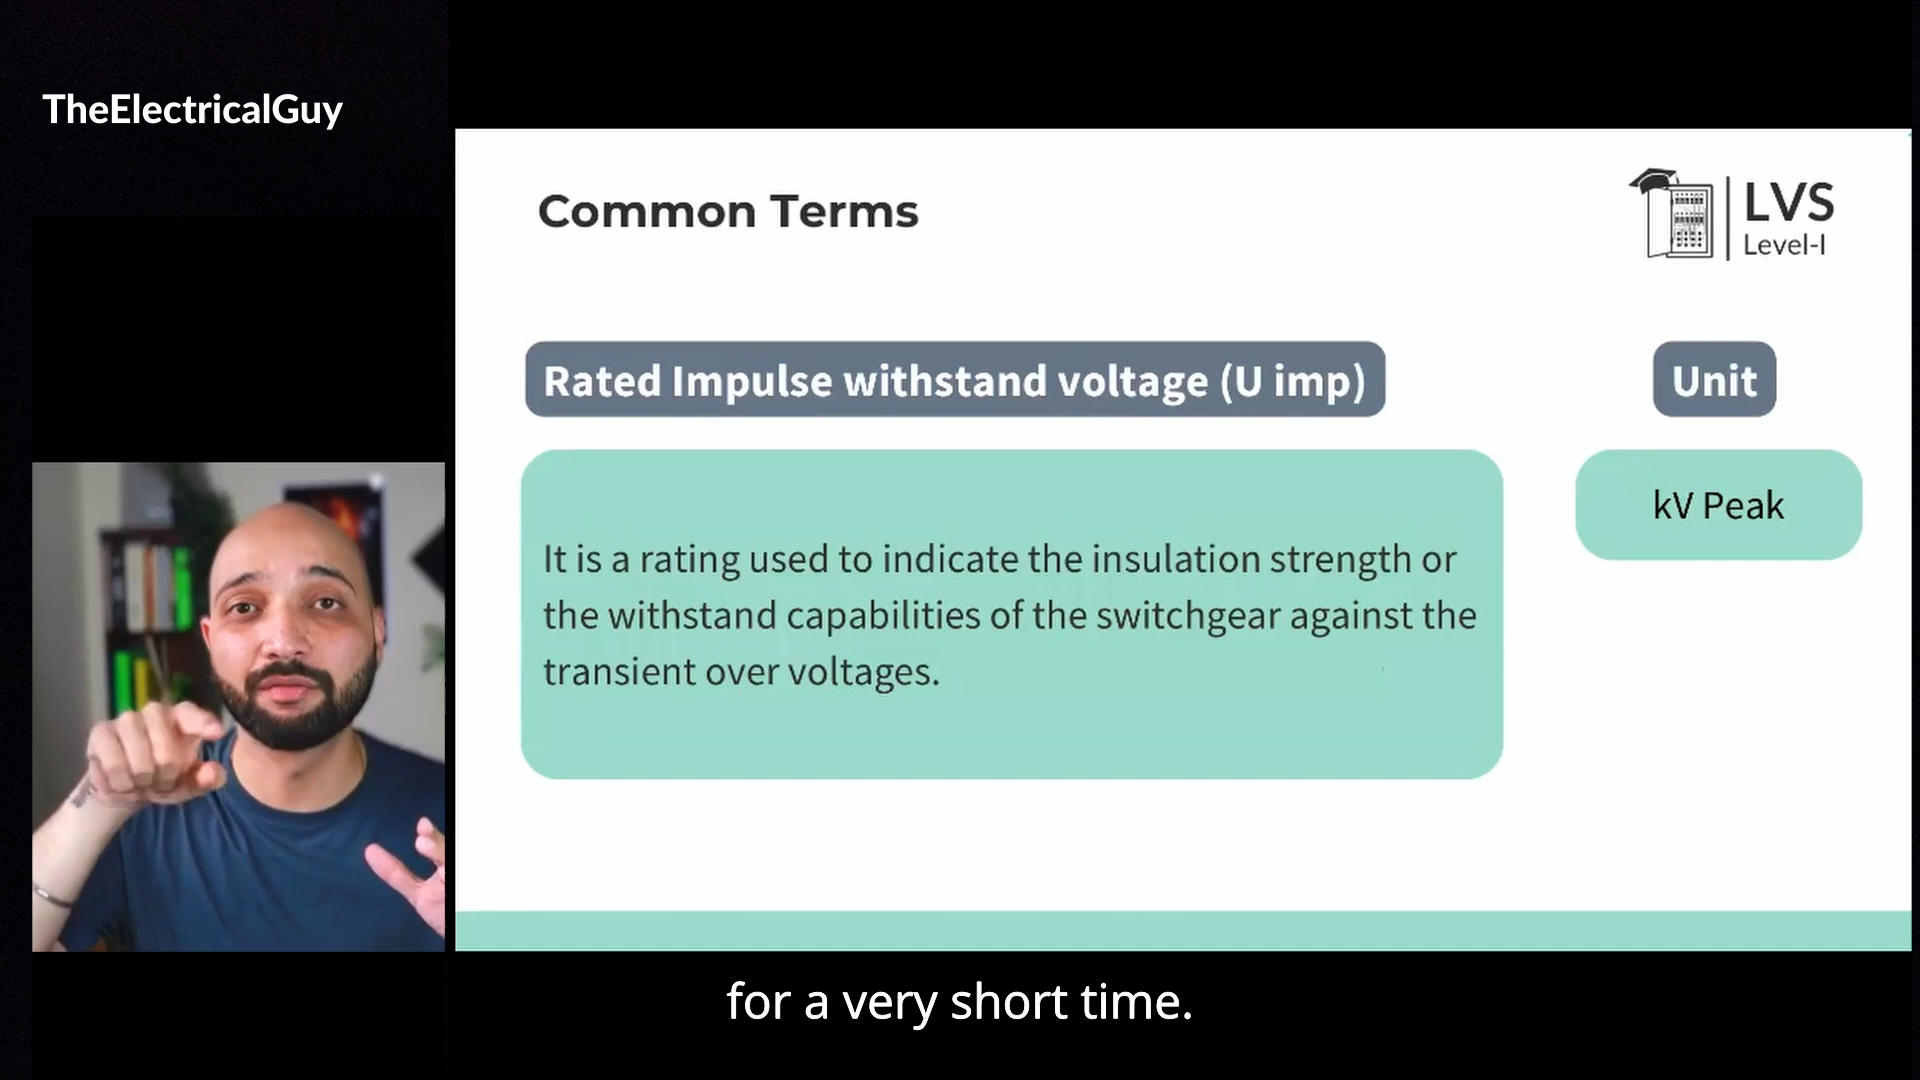 TheElectricalGuy
Common Terms
LVS
Level-I
Rated Impulse withstand voltage (U imp)
Unit
It is a rating used to indicate the insulation strength or
the withstand capabilities of the switchgear against the
transient over voltages.
kV Peak
for a very short time.